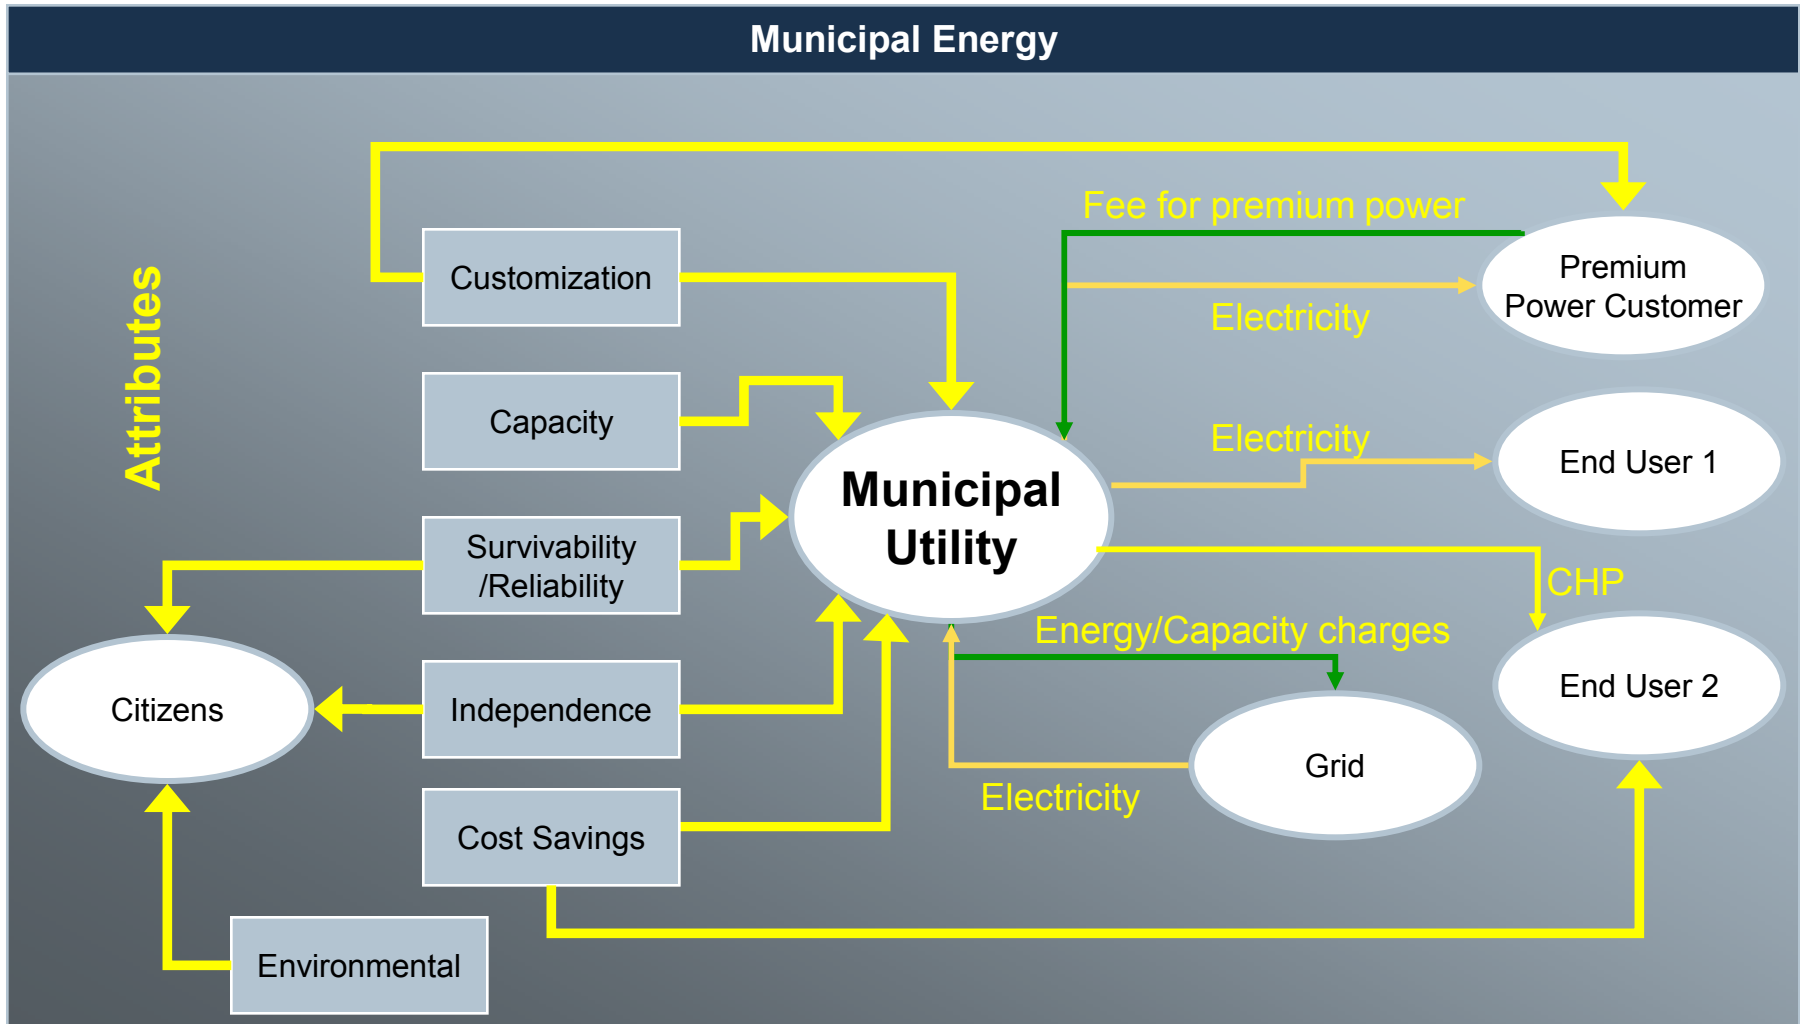 Municipal Energy
Attributes
Customization
Capacity
Survivability
/Reliability
Independence
Cost Savings
Environmental
Citizens
Municipal
Utility
Fee for premium power
Electricity
Premium
Power Customer
Electricity
End User 1
CHP
End User 2
Energy/Capacity charges
Grid
Electricity